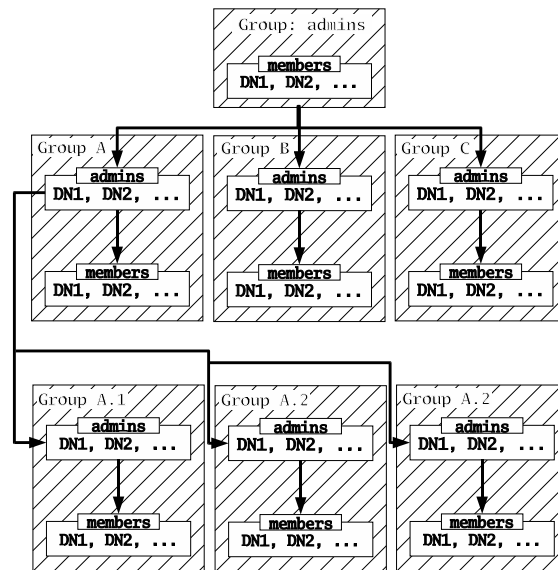 Group: admins
members
DN1, DN2, ...
Group A
Group B
Group C
admins
admins
admins
DN1, DN2, ...
DN1, DN2, ...
DN1, DN2, ...
members
members
members
DN1, DN2, ...
DN1, DN2, ...
DN1, DN2, ...
Group A.1
Group A.2
Group A.2
admins
admins
admins
DN1, DN2, ...
DN1, DN2, ...
DN1, DN2, ...
members
members
members
DN1, DN2, ...
DN1, DN2, ...
DN1, DN2, ...